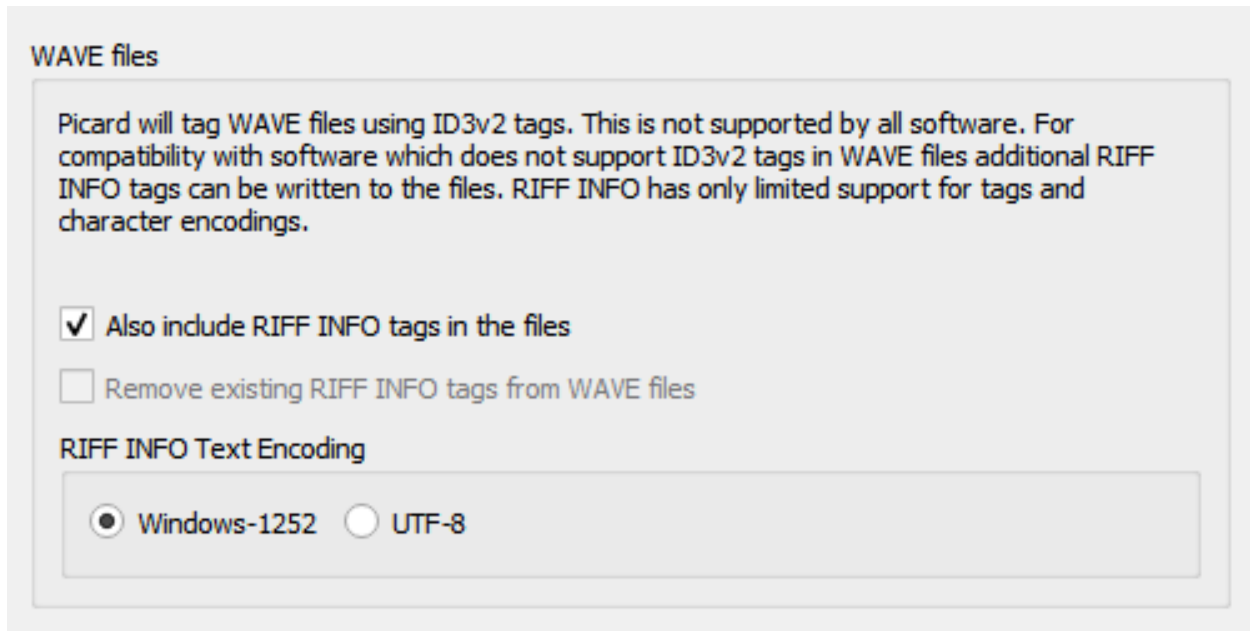 WAVE files
Picard will tag WAVE files using ID3v2 tags. This is not supported by all software. For
compatibility with software which does not support ID3v2 tags in WAVE files additional RIFF
INFO tags can be written to the files. RIFF INFO has only limited support for tags and
character encodings.
Also include RIFF INFO tags in the files
Remove existing RIFF INFO tags from WAVE files
RIFF INFO Text Encoding
Windows-1252 UTF-8